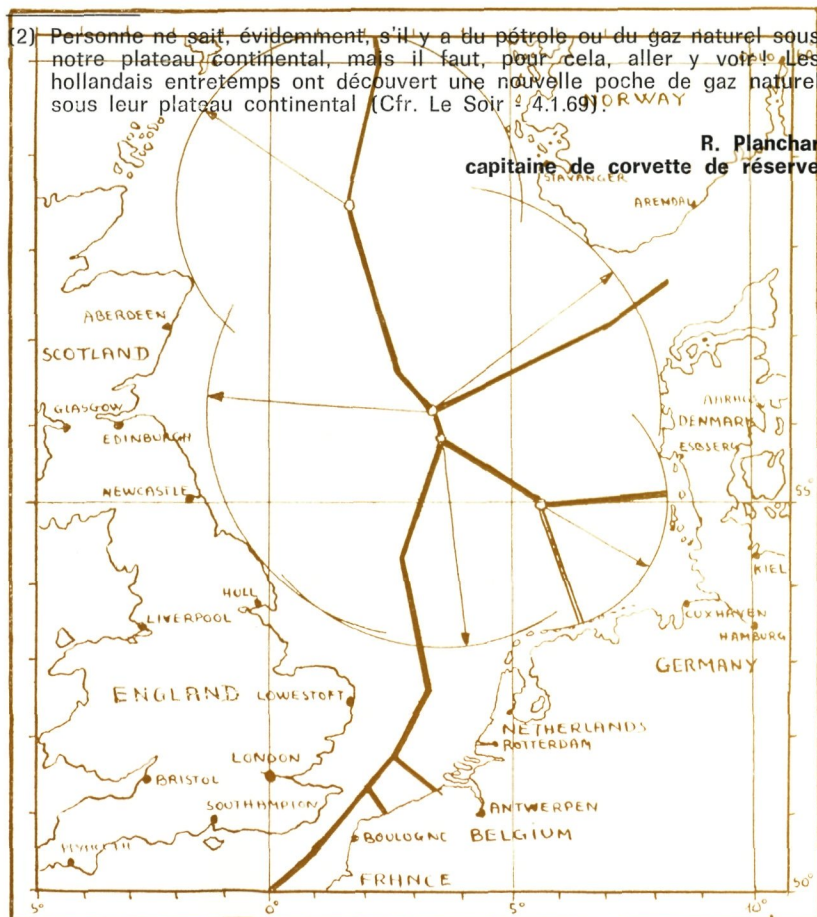 (2) Personne ne sait, évidemment, s'il y a du pétrole ou du gaz naturel sous
notre plateau continental, mais il faut, pour cela, aller y voir! Les
hollandais entretemps ont découvert une nouvelle poche de gaz naturel
sous leur plateau continental (Cfr. Le Soir - 4.1.69).
R. Planchar
capitaine de corvette de réserve
60°
NORWAY
STAVANGER
ARENDAL
ABERDEEN
SCOTLAND
GLASGOW
EDINBURGH
DENMARK
ESBJERG
NEWCASTLE
55°
KIEL
HULL
LIVERPOOL
CUXHAVEN
HAMBURG
GERMANY
ENGLAND
LOWESTOFT
NETHERLANDS
ROTTERDAM
LONDON
BRISTOL
SOUTHAMPTON
ANTWERPEN
BOULOGNE
BELGIUM
PLYMOUTH
FRANCE
50°
5°
0°
5°
10°